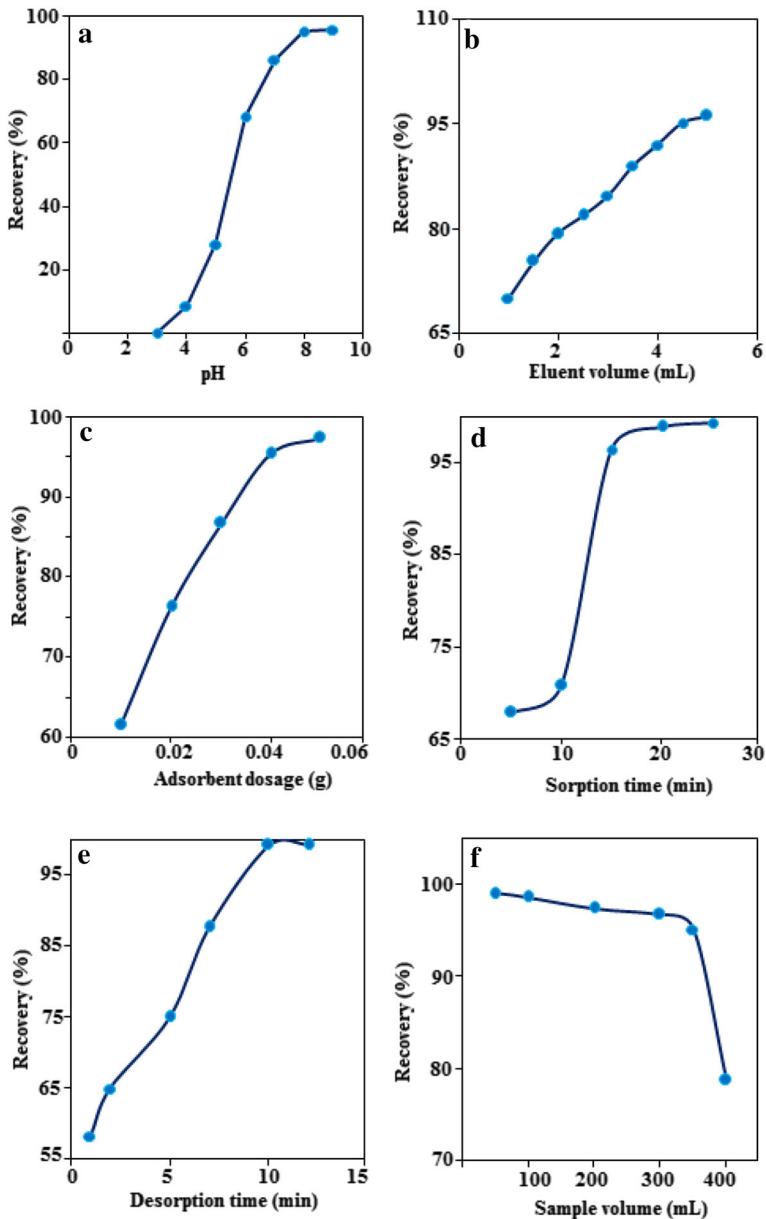 a
Recovery (%)
100
80
60
40
20
0 2 4 6 8 10
pH
b
Recovery (%)
110
95
80
65
0 2 4 6
Eluent volume (mL)
c
Recovery (%)
100
90
80
70
60
0 0.02 0.04 0.06
Adsorbent dosage (g)
d
Recovery (%)
95
85
75
65
0 10 20 30
Sorption time (min)
e
Recovery (%)
95
85
75
65
55
0 5 10 15
Desorption time (min)
f
Recovery (%)
100
90
80
70
100 200 300 400
Sample volume (mL)